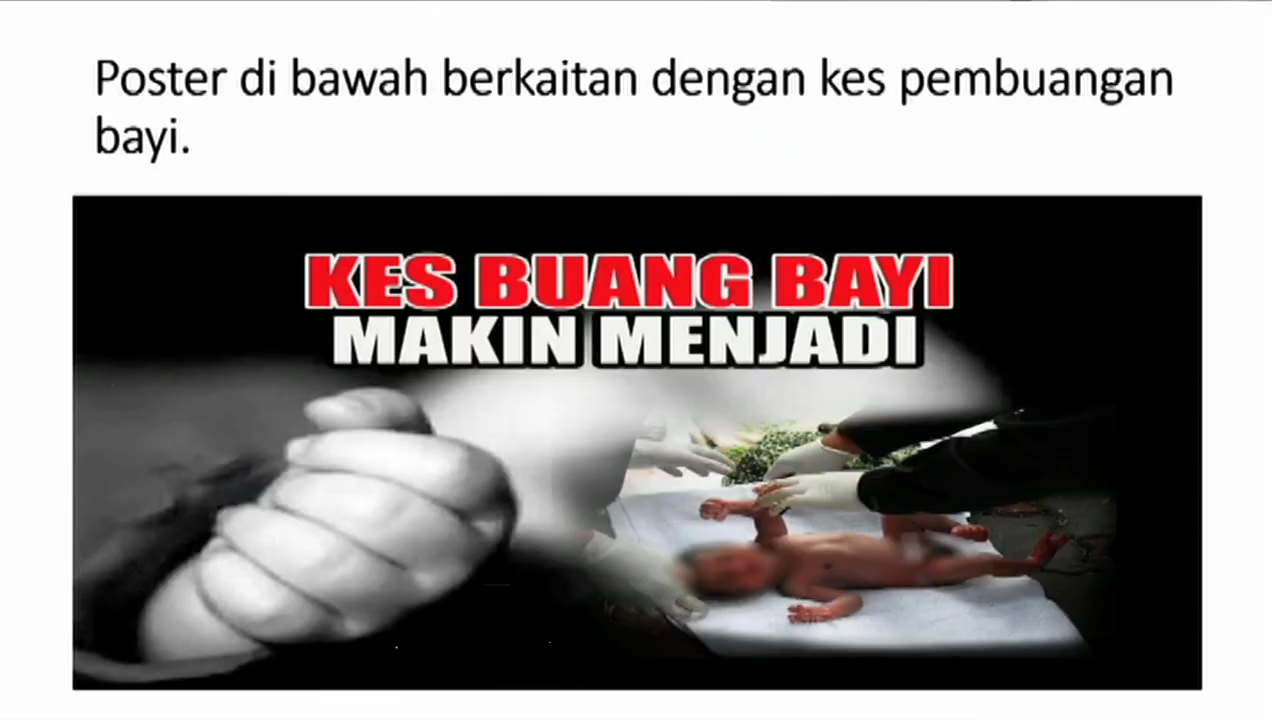 Poster di bawah berkaitan dengan kes pembuangan
bayi.
KES BUANG BAYI
MAKIN MENJADI